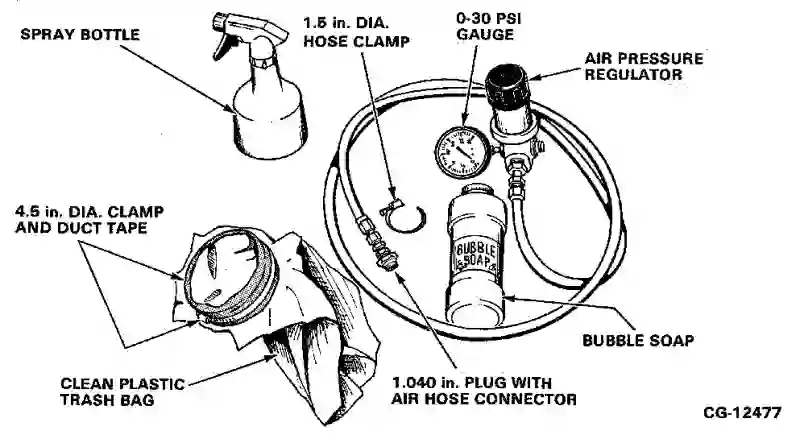 SPRAY BOTTLE
1.5 in. DIA.
HOSE CLAMP
0-30 PSI
GAUGE
AIR PRESSURE
REGULATOR
4.5 in. DIA. CLAMP
AND DUCT TAPE
BUBBLE
SOAP
BUBBLE SOAP
CLEAN PLASTIC
TRASH BAG
1.040 in. PLUG WITH
AIR HOSE CONNECTOR
CG-12477